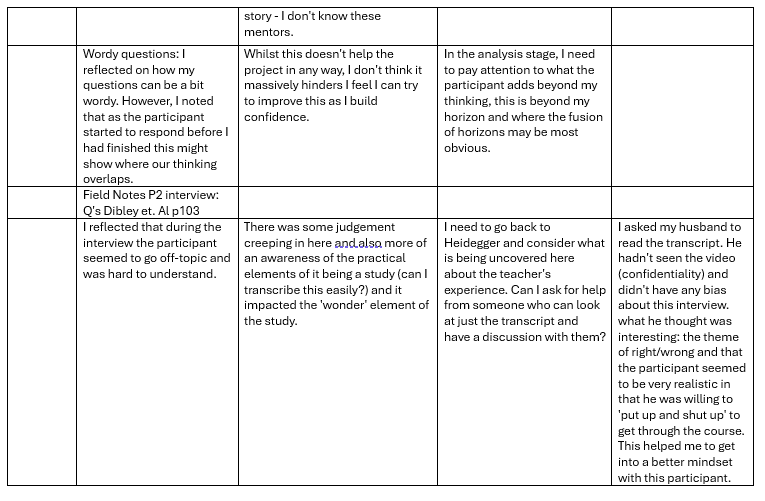 story - I don't know these
mentors.
Wordy questions: I
reflected on how my
questions can be a bit
wordy. However, I noted
that as the participant
started to respond before I
had finished this might
show where our thinking
overlaps.
Whilst this doesn't help the
project in any way, I don't think it
massively hinders I feel I can try
to improve this as I build
confidence.
In the analysis stage, I need
to pay attention to what the
participant adds beyond my
thinking, this is beyond my
horizon and where the fusion
of horizons may be most
obvious.
Field Notes P2 interview:
Q's Dibley et. Al p103
I reflected that during the
interview the participant
seemed to go off-topic and
was hard to understand.
There was some judgement
creeping in here and also more of
an awareness of the practical
elements of it being a study (can I
transcribe this easily?) and it
impacted the 'wonder' element of
the study.
I need to go back to
Heidegger and consider what
is being uncovered here
about the teacher's
experience. Can I ask for help
from someone who can look
at just the transcript and
have a discussion with them?
I asked my husband to
read the transcript. He
hadn't seen the video
(confidentiality) and
didn't have any bias
about this interview.
what he thought was
interesting: the theme
of right/wrong and that
the participant seemed
to be very realistic in
that he was willing to
'put up and shut up' to
get through the course.
This helped me to get
into a better mindset
with this participant.